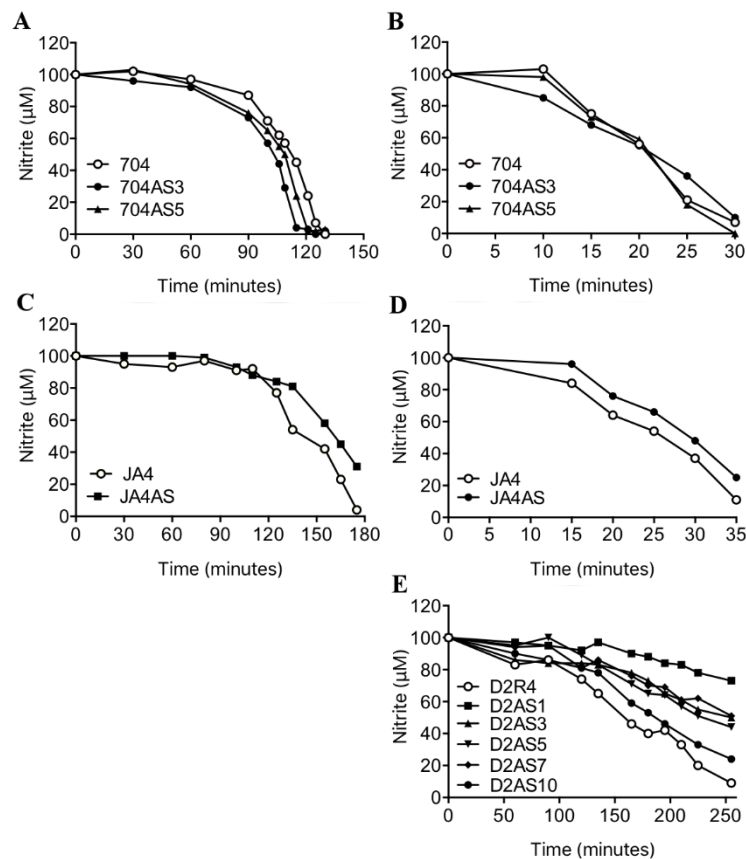 A
Nitrite (µM)
120
100
80
60
40
20
0
704
704AS3
704AS5
0 30 60 90 120 150
Time (minutes)
B
Nitrite (µM)
120
100
80
60
40
20
0
704
704AS3
704AS5
0 5 10 15 20 25 30
Time (minutes)
C
Nitrite (µM)
120
100
80
60
40
20
0
JA4
JA4AS
0 30 60 90 120 150 180
Time (minutes)
D
Nitrite (µM)
120
100
80
60
40
20
0
JA4
JA4AS
0 5 10 15 20 25 30 35
Time (minutes)
E
Nitrite (µM)
120
100
80
60
40
20
0
D2R4
D2AS1
D2AS3
D2AS5
D2AS7
D2AS10
0 50 100 150 200 250
Time (minutes)